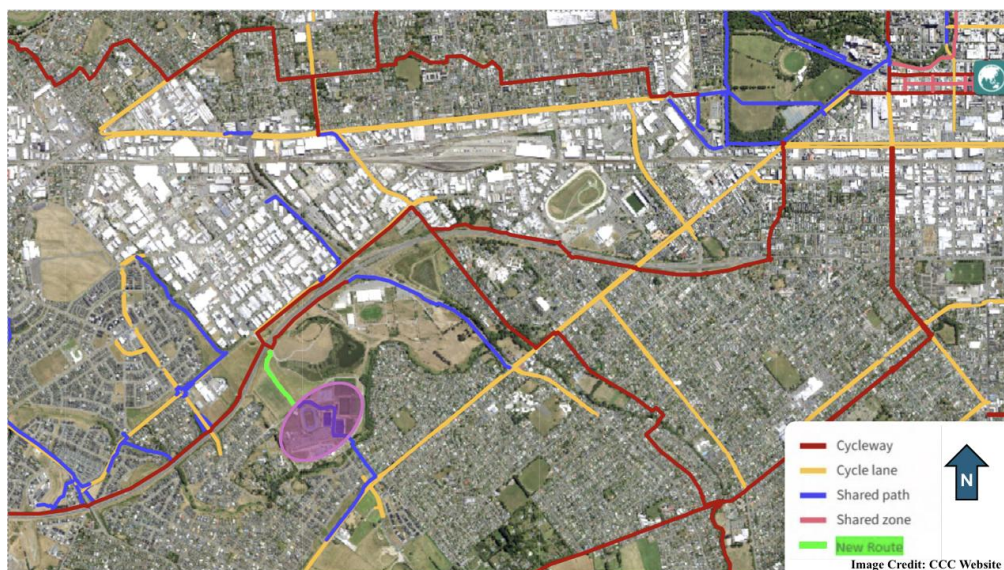 Cycleway
Cycle lane
Shared path
Shared zone
New Route
N
Image Credit: CCC Website